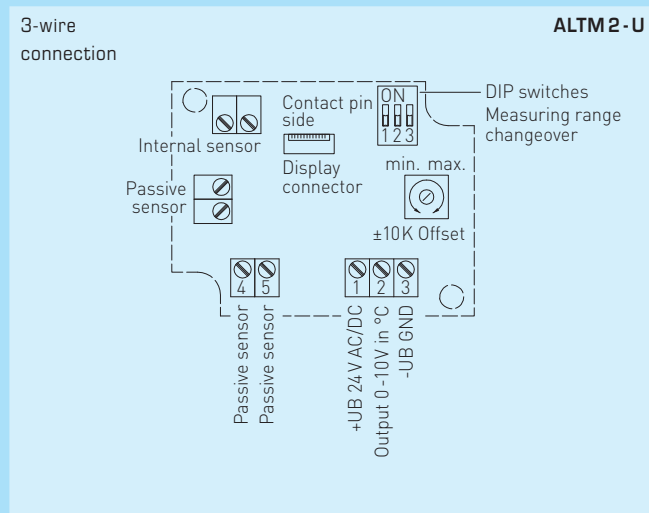 3-wire
connection
ALTM 2 - U
ON
1 2 3
DIP switches
Measuring range
changeover
Contact pin
side
Internal sensor
Display
connector
min. max.
Passive
sensor
±10K Offset
4 5
1 2 3
Passive sensor
Passive sensor
+UB 24 V AC/DC
Output 0 -10V in °C
-UB GND